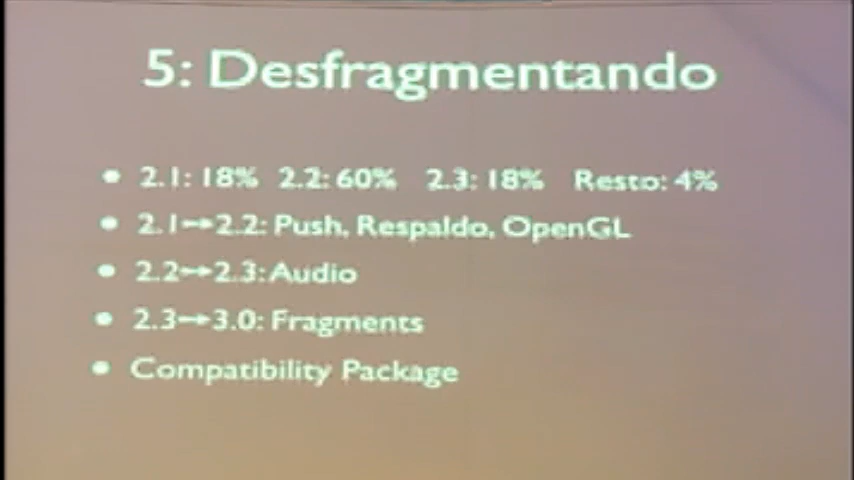 5: Desfragmentando
• 2.1: 18% 2.2: 60% 2.3: 18% Resto: 4%
• 2.1→2.2: Push, Respaldo, OpenGL
• 2.2→2.3: Audio
• 2.3→3.0: Fragments
• Compatibility Package